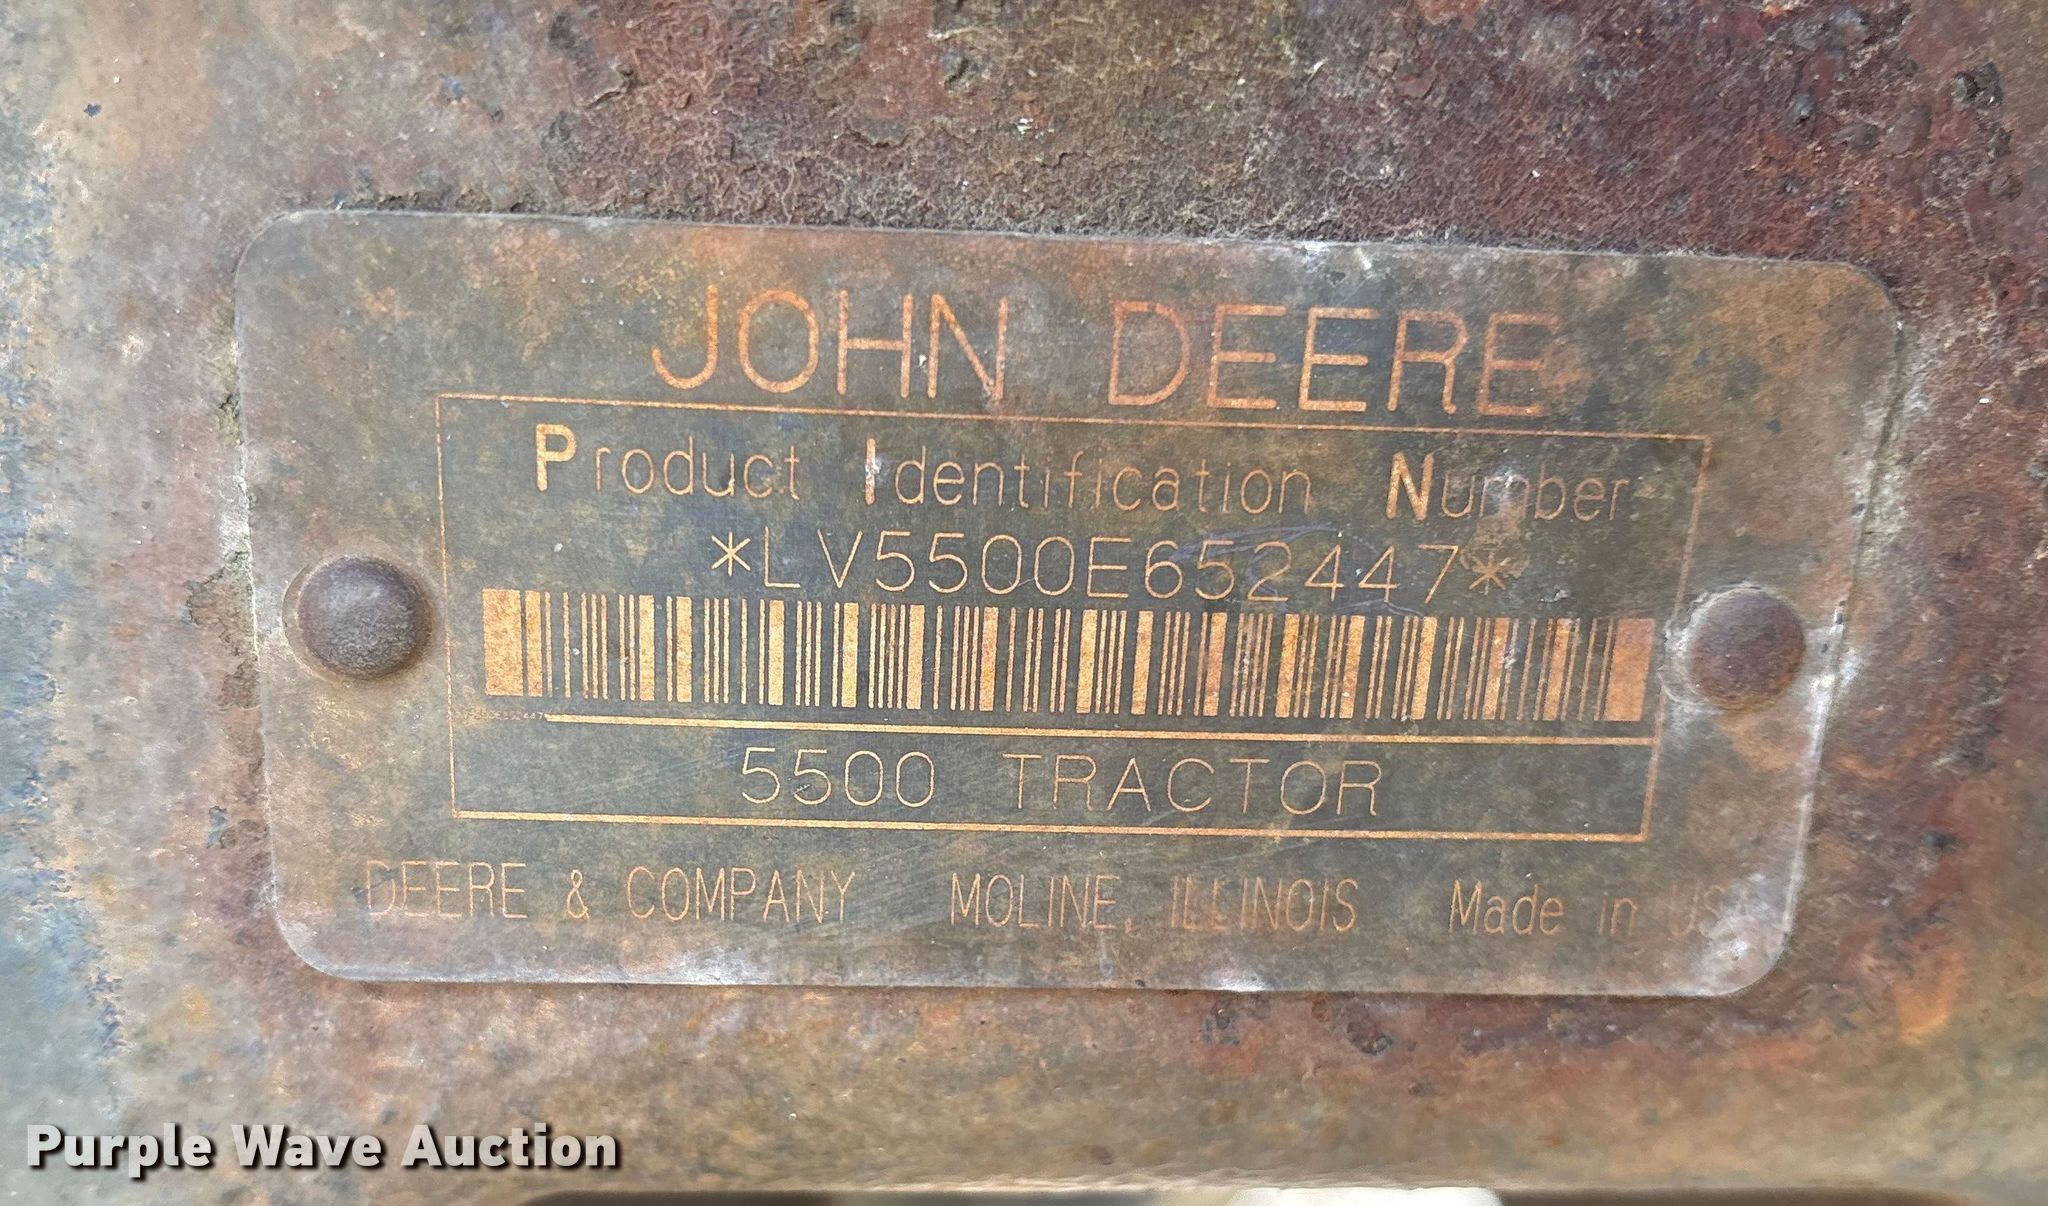 JOHN DEERE
Product Identification Number
*LV5500E652447*
5500 TRACTOR
DEERE & COMPANY MOLINE, ILLINOIS Made in USA
Purple Wave Auction